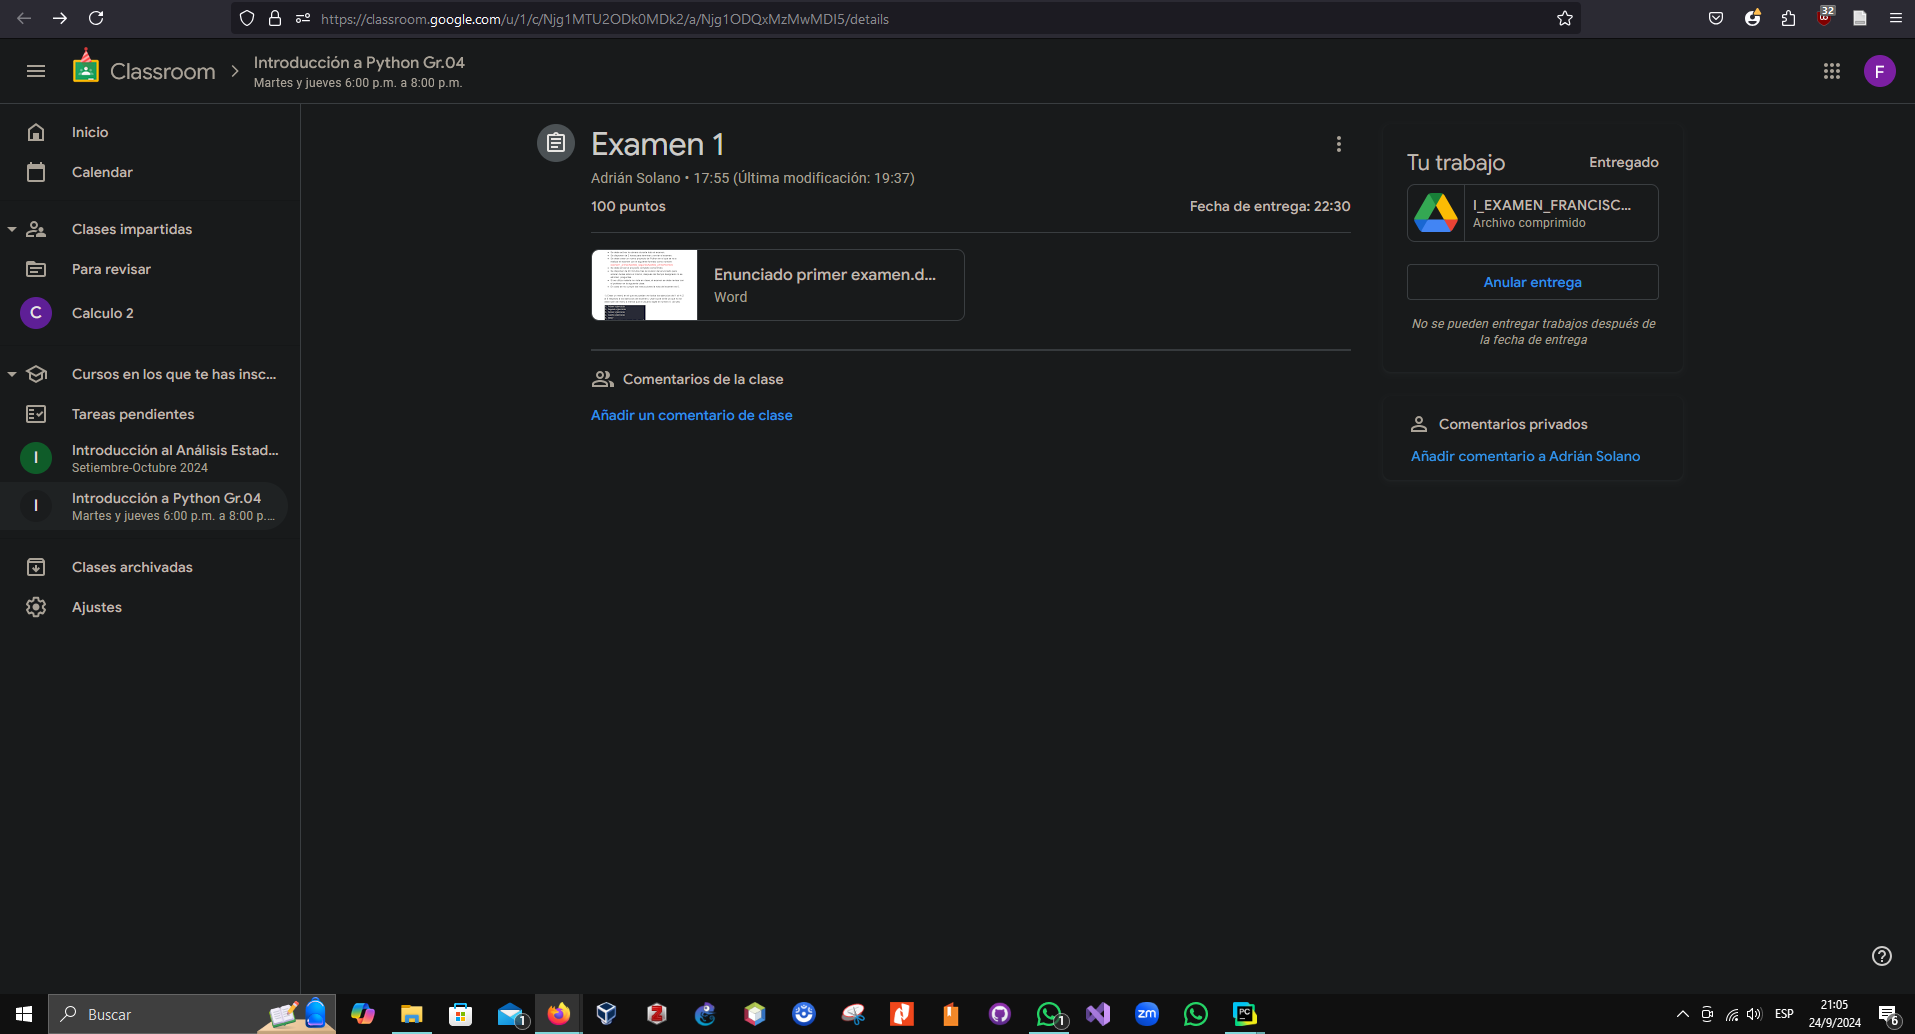 https://classroom.google.com/u/1/c/Njg1MTU2ODk0MDk2/a/Njg1ODQxMzMwMDI5/details
32
Classroom
Introducción a Python Gr.04
Martes y jueves 6:00 p.m. a 8:00 p.m.
F
Inicio
Calendar
Clases impartidas
Para revisar
C
Calculo 2
Cursos en los que te has insc...
Tareas pendientes
I
Introducción al Análisis Estad...
Setiembre-Octubre 2024
I
Introducción a Python Gr.04
Martes y jueves 6:00 p.m. a 8:00 p....
Clases archivadas
Ajustes
Examen 1
Adrián Solano • 17:55 (Última modificación: 19:37)
100 puntos
Fecha de entrega: 22:30
Enunciado primer examen.d...
Word
Comentarios de la clase
Añadir un comentario de clase
Tu trabajo
Entregado
I_EXAMEN_FRANCISC...
Archivo comprimido
Anular entrega
No se pueden entregar trabajos después de
la fecha de entrega
Comentarios privados
Añadir comentario a Adrián Solano
Buscar
1
Z
1
zm
PC
ESP
21:05
24/9/2024
6